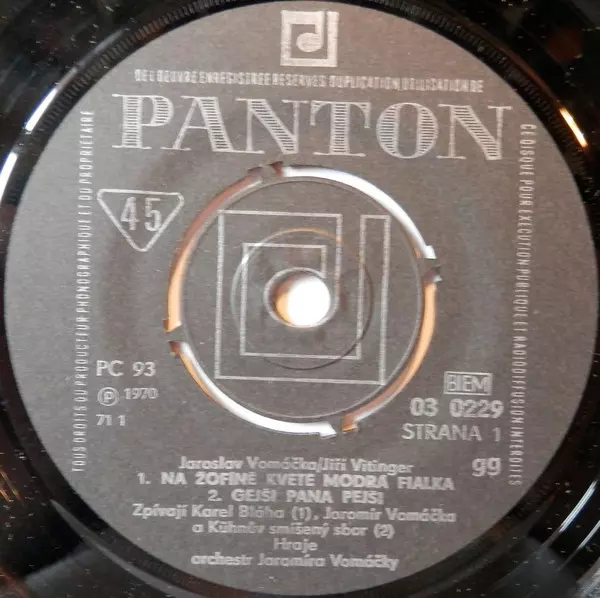 DE L'OEUVRE ENREGISTREE RESERVES DUPLICATION, UTILISATION DE
PANTON
CE DISQUE POUR EXECUTION PUBLIQUE ET RADIODIFFUSION INTERDITES
TOUS DROITS DU PRODUCTEUR PHONOGRAPHIQUE ET DU PROPRIETAIRE
45
PC 93
℗ 1970
71 1
BIEM
03 0229
STRANA 1
gg
Jaroslav Vomáčka/Jiří Vitinger
1. NA ŽOFÍNĚ KVETE MODRÁ FIALKA
2. GEJŠI PANA PEJŠI
Zpívají Karel Bláha (1), Jaromír Vomáčka
a Kühnův smíšený sbor (2)
Hraje
orchestr Jaromíra Vomáčky